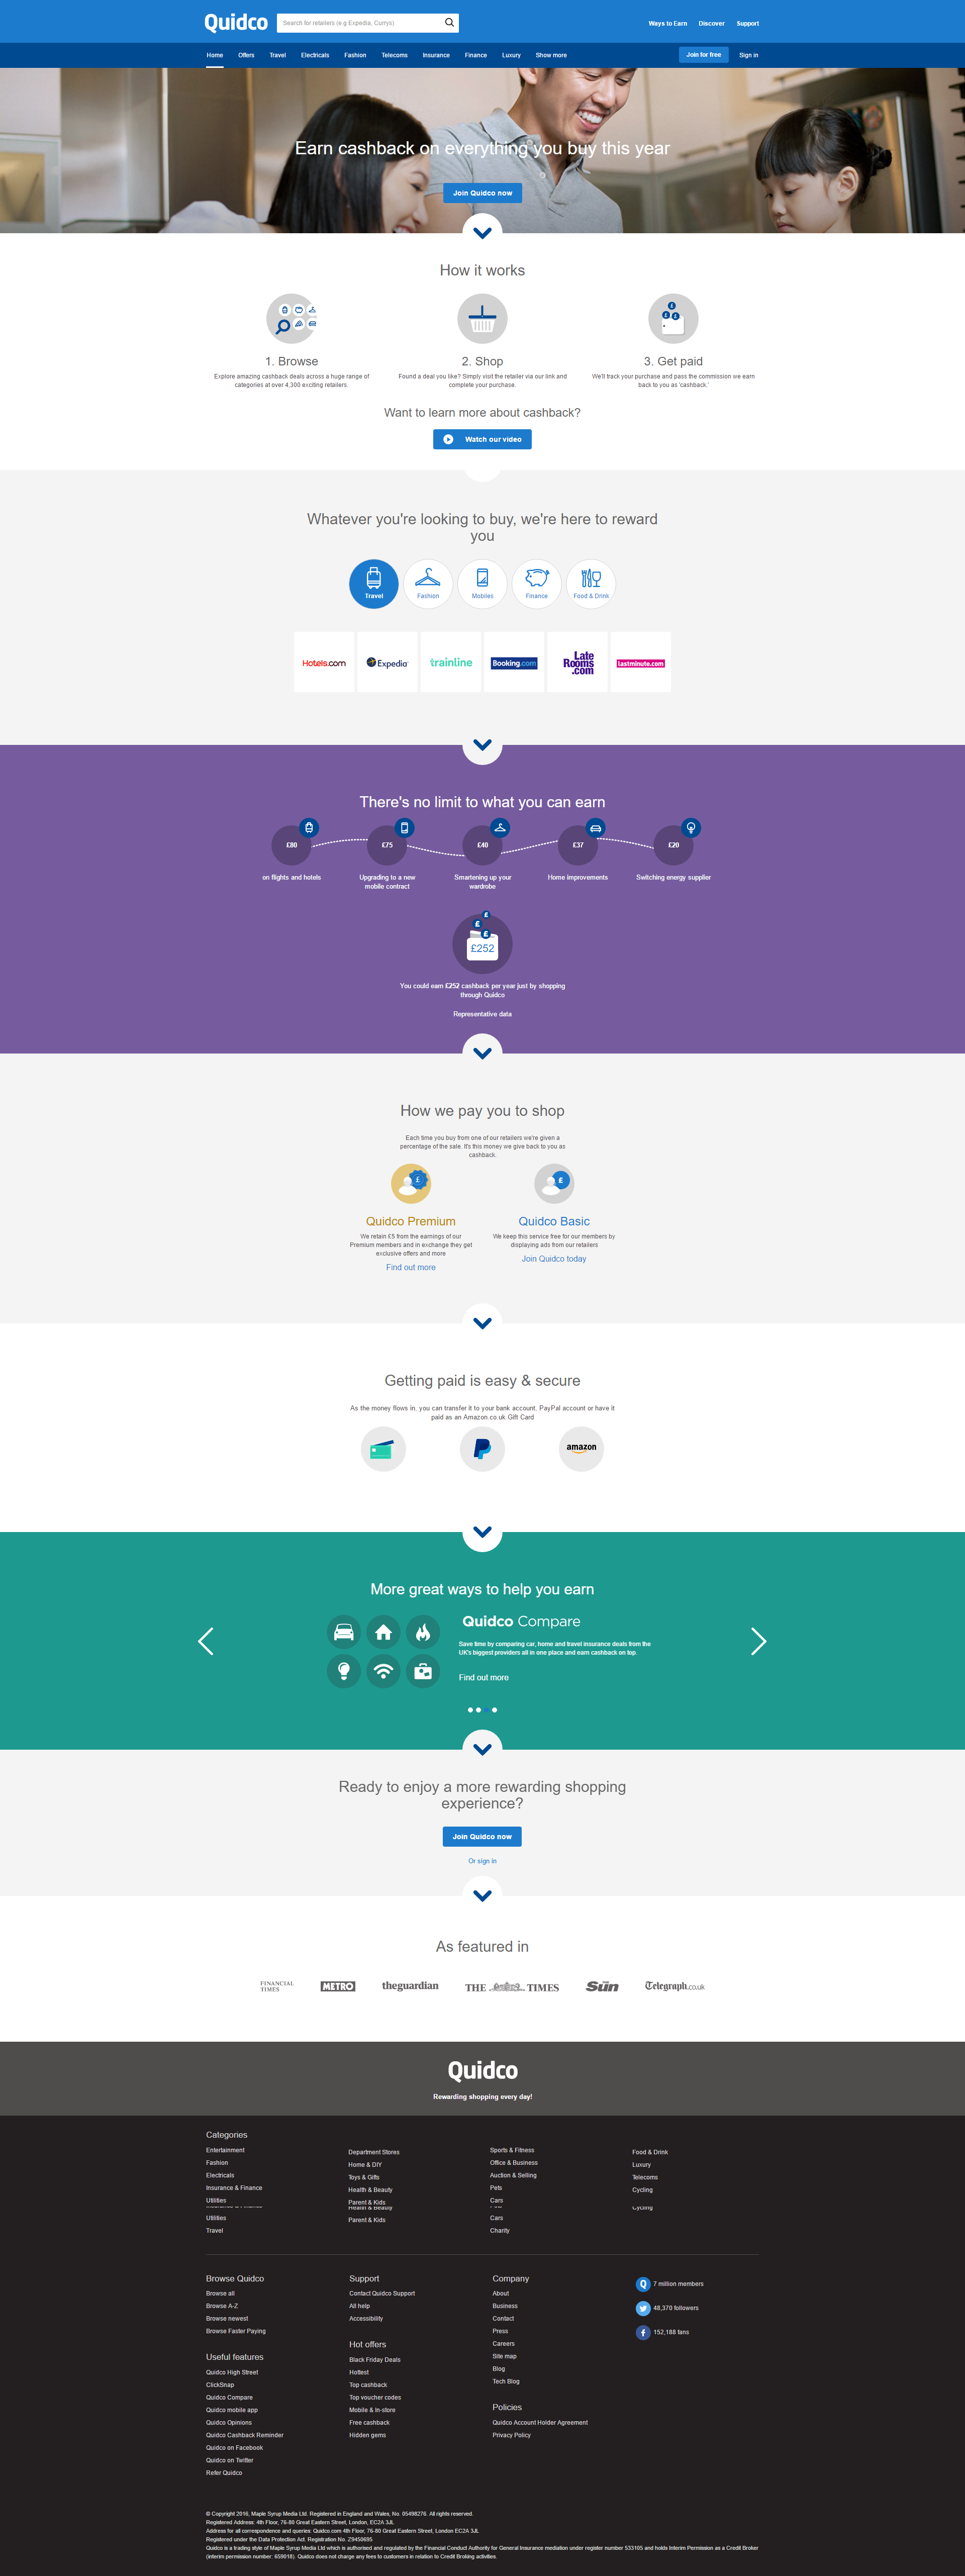 Quidco
Search for retailers (e.g Expedia, Currys)
Ways to Earn
Discover
Support
Home
Offers
Travel
Electricals
Fashion
Telecoms
Insurance
Finance
Luxury
Show more
Join for free
Sign in
Earn cashback on everything you buy this year
Join Quidco now
How it works
1. Browse
Explore amazing cashback deals across a huge range of
categories at over 4,300 exciting retailers.
2. Shop
Found a deal you like? Simply visit the retailer via our link and
complete your purchase.
3. Get paid
We'll track your purchase and pass the commission we earn
back to you as 'cashback.'
Want to learn more about cashback?
Watch our video
Whatever you're looking to buy, we're here to reward
you
Travel
Fashion
Mobiles
Finance
Food & Drink
Hotels.com
Expedia
trainline
Booking.com
Late
Rooms
.com
lastminute.com
There's no limit to what you can earn
£80
£75
£40
£37
£20
on flights and hotels
Upgrading to a new
mobile contract
Smartening up your
wardrobe
Home improvements
Switching energy supplier
£
£
£
£252
You could earn £252 cashback per year just by shopping
through Quidco
Representative data
How we pay you to shop
Each time you buy from one of our retailers we're given a
percentage of the sale. It's this money we give back to you as
cashback.
£
£
Quidco Premium
We retain £5 from the earnings of our
Premium members and in exchange they get
exclusive offers and more
Find out more
Quidco Basic
We keep this service free for our members by
displaying ads from our retailers
Join Quidco today
Getting paid is easy & secure
As the money flows in, you can transfer it to your bank account, PayPal account or have it
paid as an Amazon.co.uk Gift Card
amazon
More great ways to help you earn
Quidco Compare
Save time by comparing car, home and travel insurance deals from the
UK's biggest providers all in one place and earn cashback on top.
Find out more
Ready to enjoy a more rewarding shopping
experience?
Join Quidco now
Or sign in
As featured in
FINANCIAL
TIMES
METRO
theguardian
THE TIMES
The Sun
Telegraph.co.uk
Quidco
Rewarding shopping every day!
Categories
Entertainment
Fashion
Electricals
Insurance & Finance
Utilities
Insurance & Finance
Utilities
Travel
Department Stores
Home & DIY
Toys & Gifts
Health & Beauty
Parent & Kids
Health & Beauty
Parent & Kids
Sports & Fitness
Office & Business
Auction & Selling
Pets
Cars
Cars
Charity
Food & Drink
Luxury
Telecoms
Cycling
Cycling
Browse Quidco
Browse all
Browse A-Z
Browse newest
Browse Faster Paying
Useful features
Quidco High Street
ClickSnap
Quidco Compare
Quidco mobile app
Quidco Opinions
Quidco Cashback Reminder
Quidco on Facebook
Quidco on Twitter
Refer Quidco
Support
Contact Quidco Support
All help
Accessibility
Hot offers
Black Friday Deals
Hottest
Top cashback
Top voucher codes
Mobile & In-store
Free cashback
Hidden gems
Company
About
Business
Contact
Press
Careers
Site map
Blog
Tech Blog
Policies
Quidco Account Holder Agreement
Privacy Policy
Q 7 million members
48,370 followers
f 152,188 fans
© Copyright 2016, Maple Syrup Media Ltd. Registered in England and Wales, No. 05498276. All rights reserved.
Registered Address: 4th Floor, 76-80 Great Eastern Street, London, EC2A 3JL
Address for all correspondence and queries: Quidco.com 4th Floor, 76-80 Great Eastern Street, London EC2A 3JL
Registered under the Data Protection Act. Registration No. Z9450695
Quidco is a trading style of Maple Syrup Media Ltd which is authorised and regulated by the Financial Conduct Authority for General Insurance mediation under register number 533105 and holds Interim Permission as a Credit Broker
(interim permission number: 659018). Quidco does not charge any fees to customers in relation to Credit Broking activities.